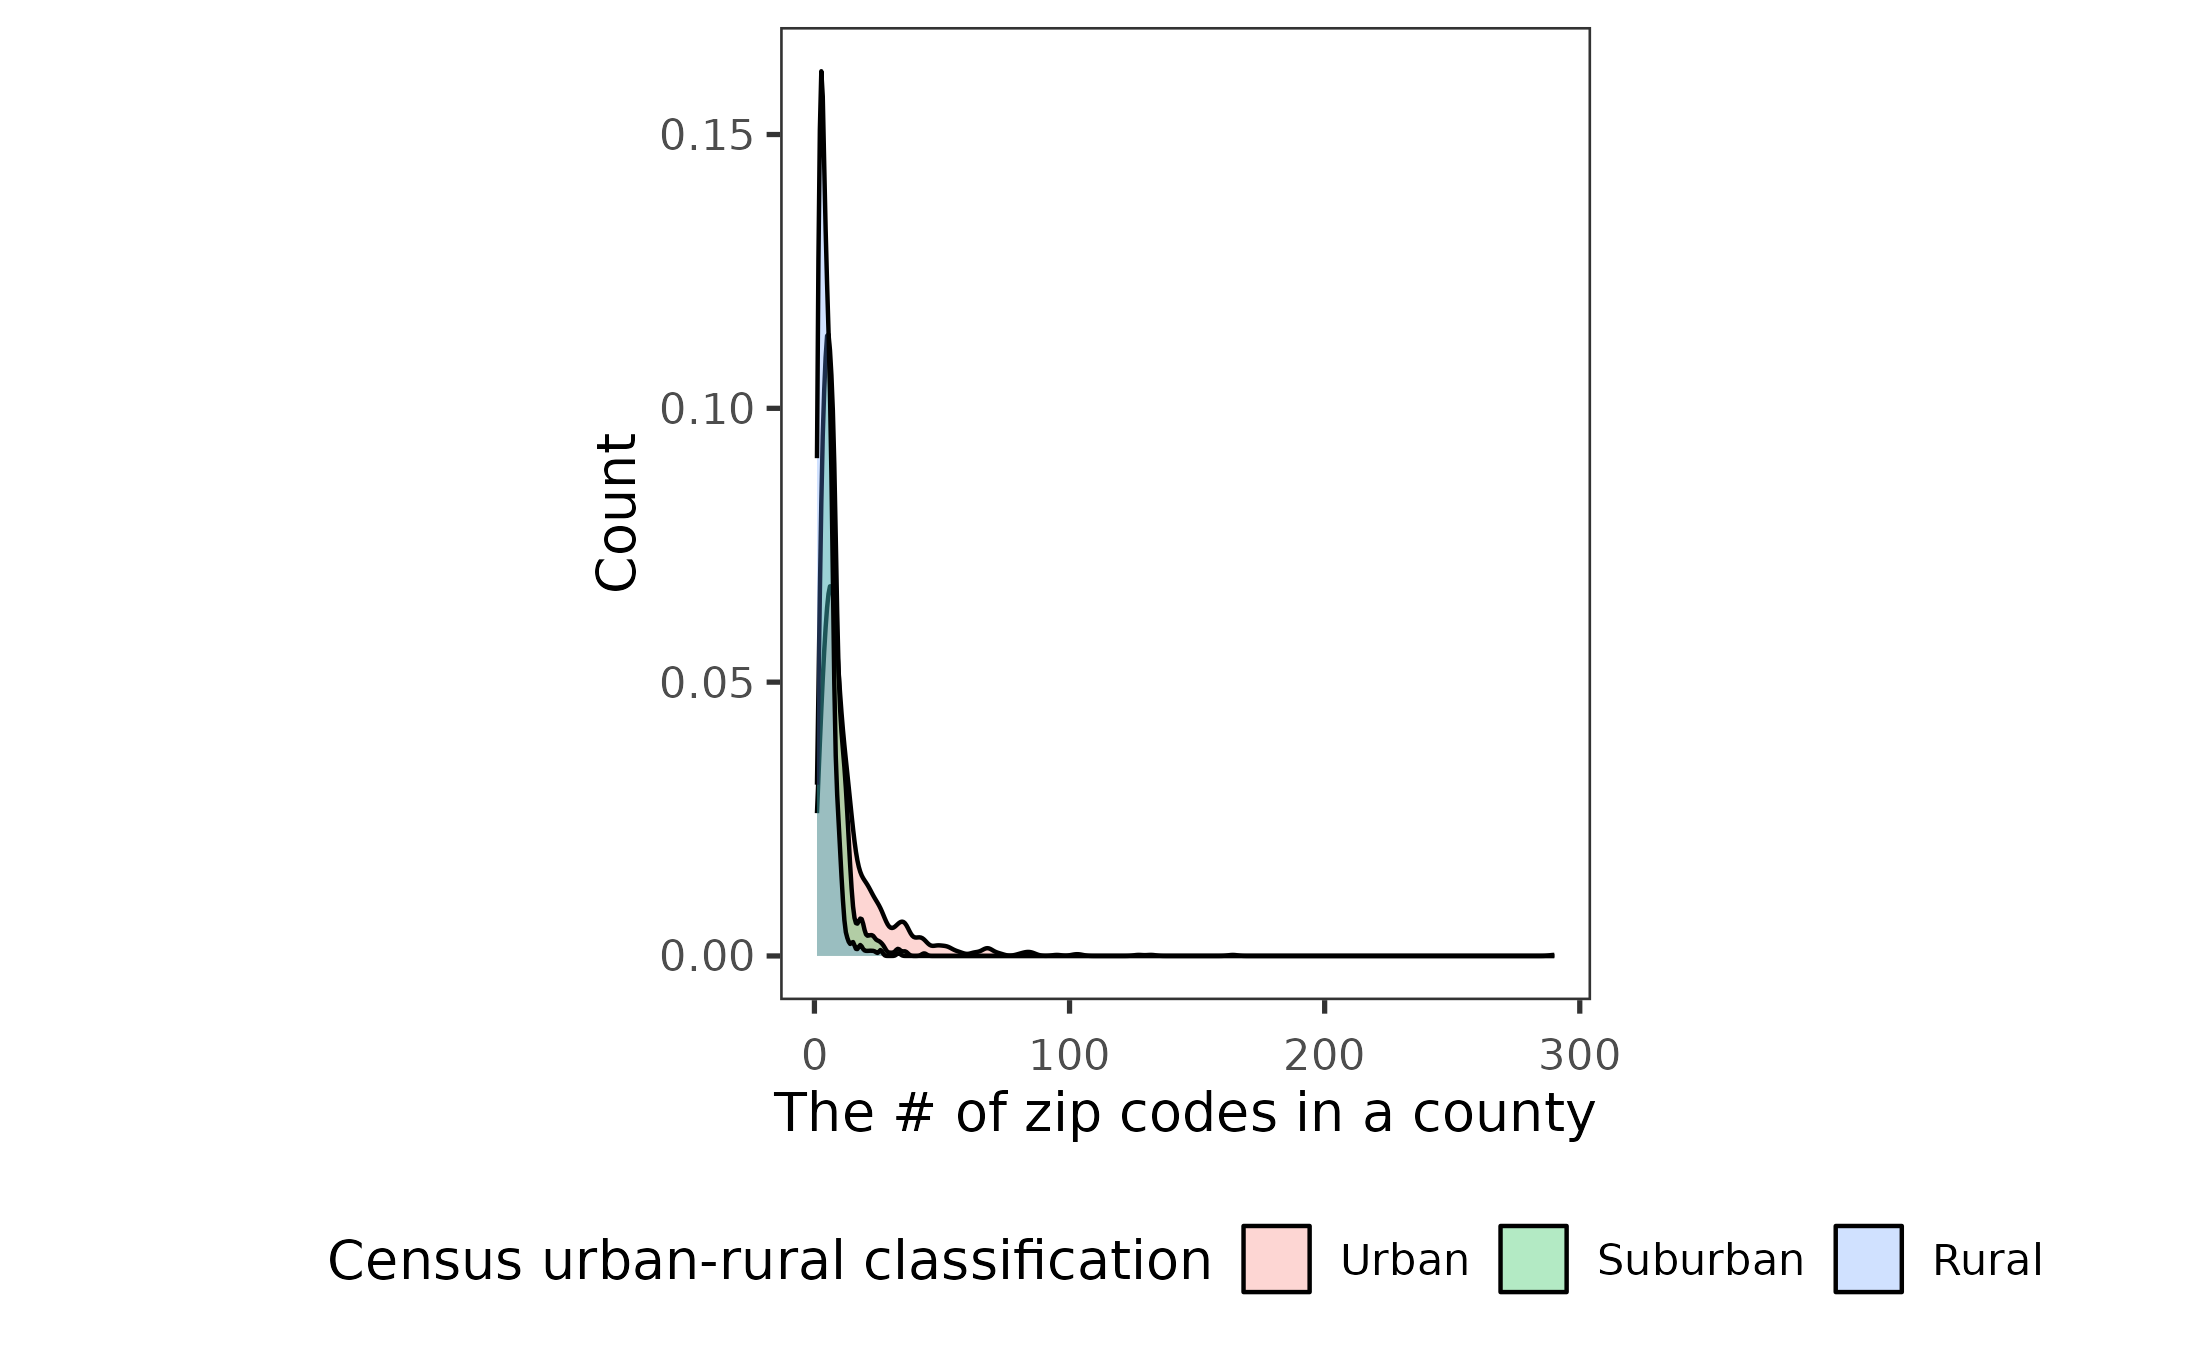 0.15
0.10
0.05
0.00
Count
0 100 200 300
The # of zip codes in a county
Census urban-rural classification Urban Suburban Rural